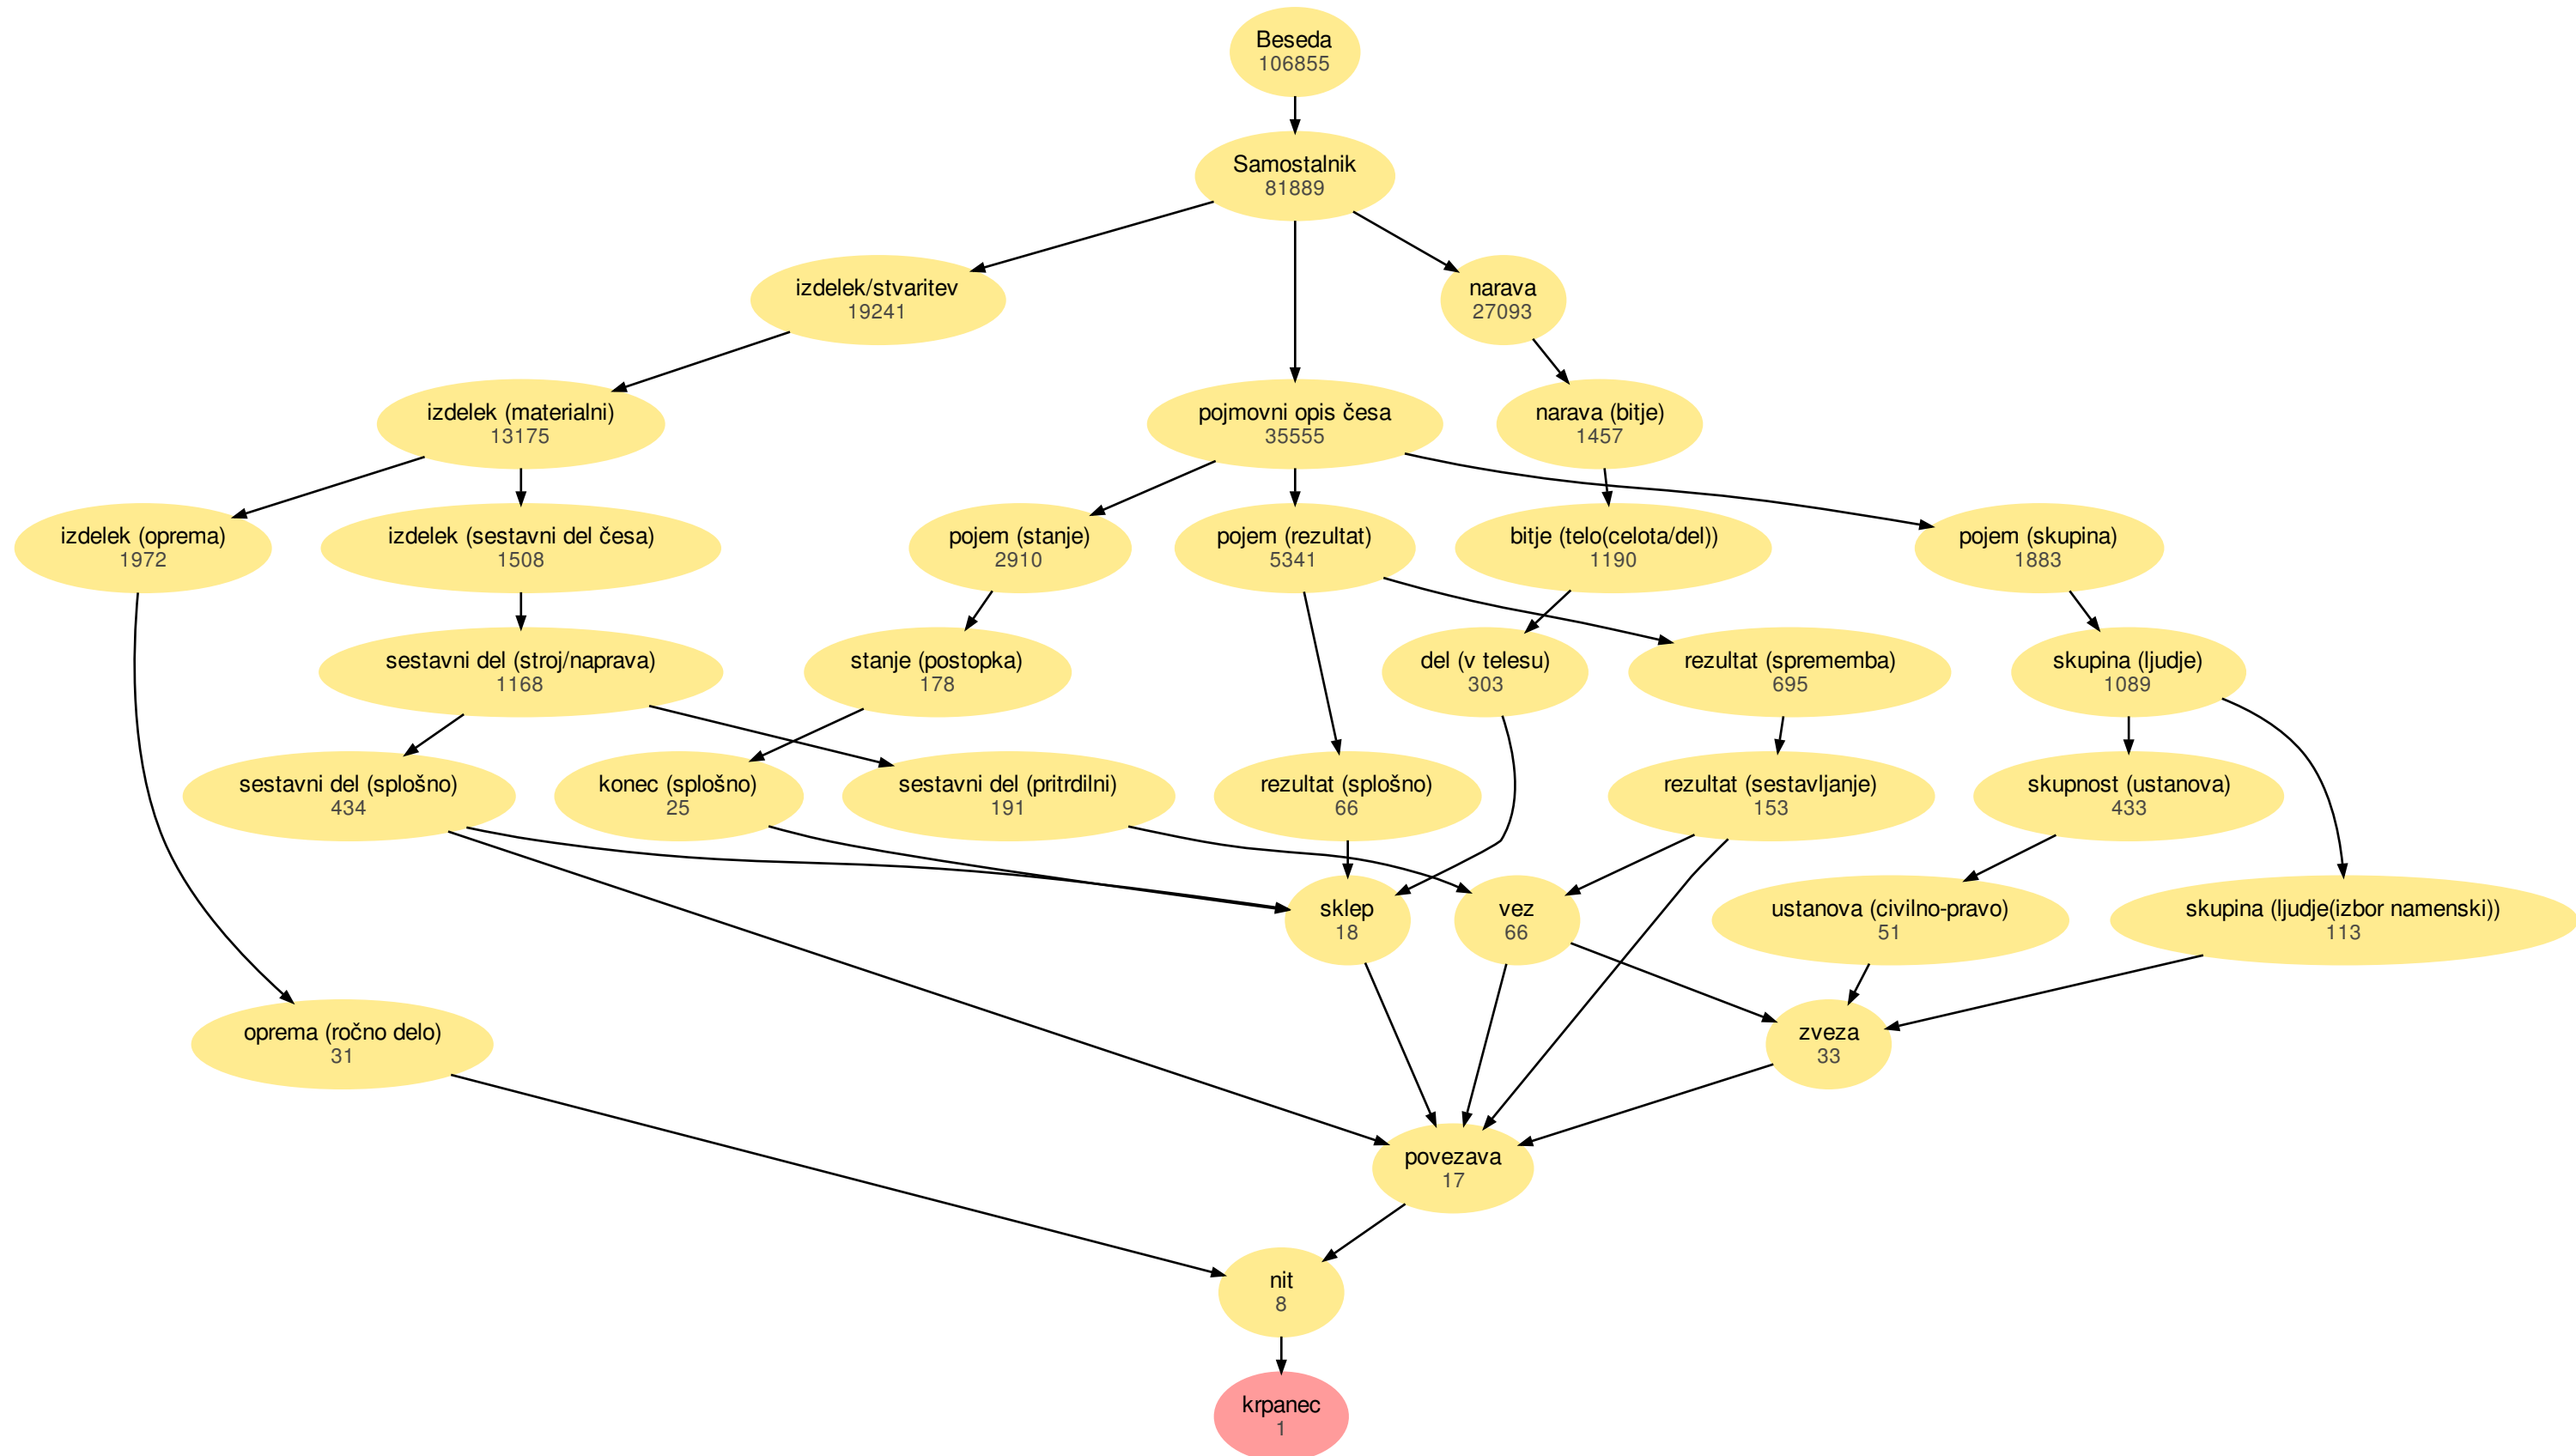 Beseda
106855
Samostalnik
81889
izdelek/stvaritev
19241
narava
27093
izdelek (materialni)
13175
pojmovni opis česa
35555
narava (bitje)
1457
izdelek (oprema)
1972
izdelek (sestavni del česa)
1508
pojem (stanje)
2910
pojem (rezultat)
5341
bitje (telo(celota/del))
1190
pojem (skupina)
1883
sestavni del (stroj/naprava)
1168
stanje (postopka)
178
del (v telesu)
303
rezultat (sprememba)
695
skupina (ljudje)
1089
sestavni del (splošno)
434
konec (splošno)
25
sestavni del (pritrdilni)
191
rezultat (splošno)
66
rezultat (sestavljanje)
153
skupnost (ustanova)
433
sklep
18
vez
66
ustanova (civilno-pravo)
51
skupina (ljudje(izbor namenski))
113
oprema (ročno delo)
31
zveza
33
povezava
17
nit
8
krpanec
1